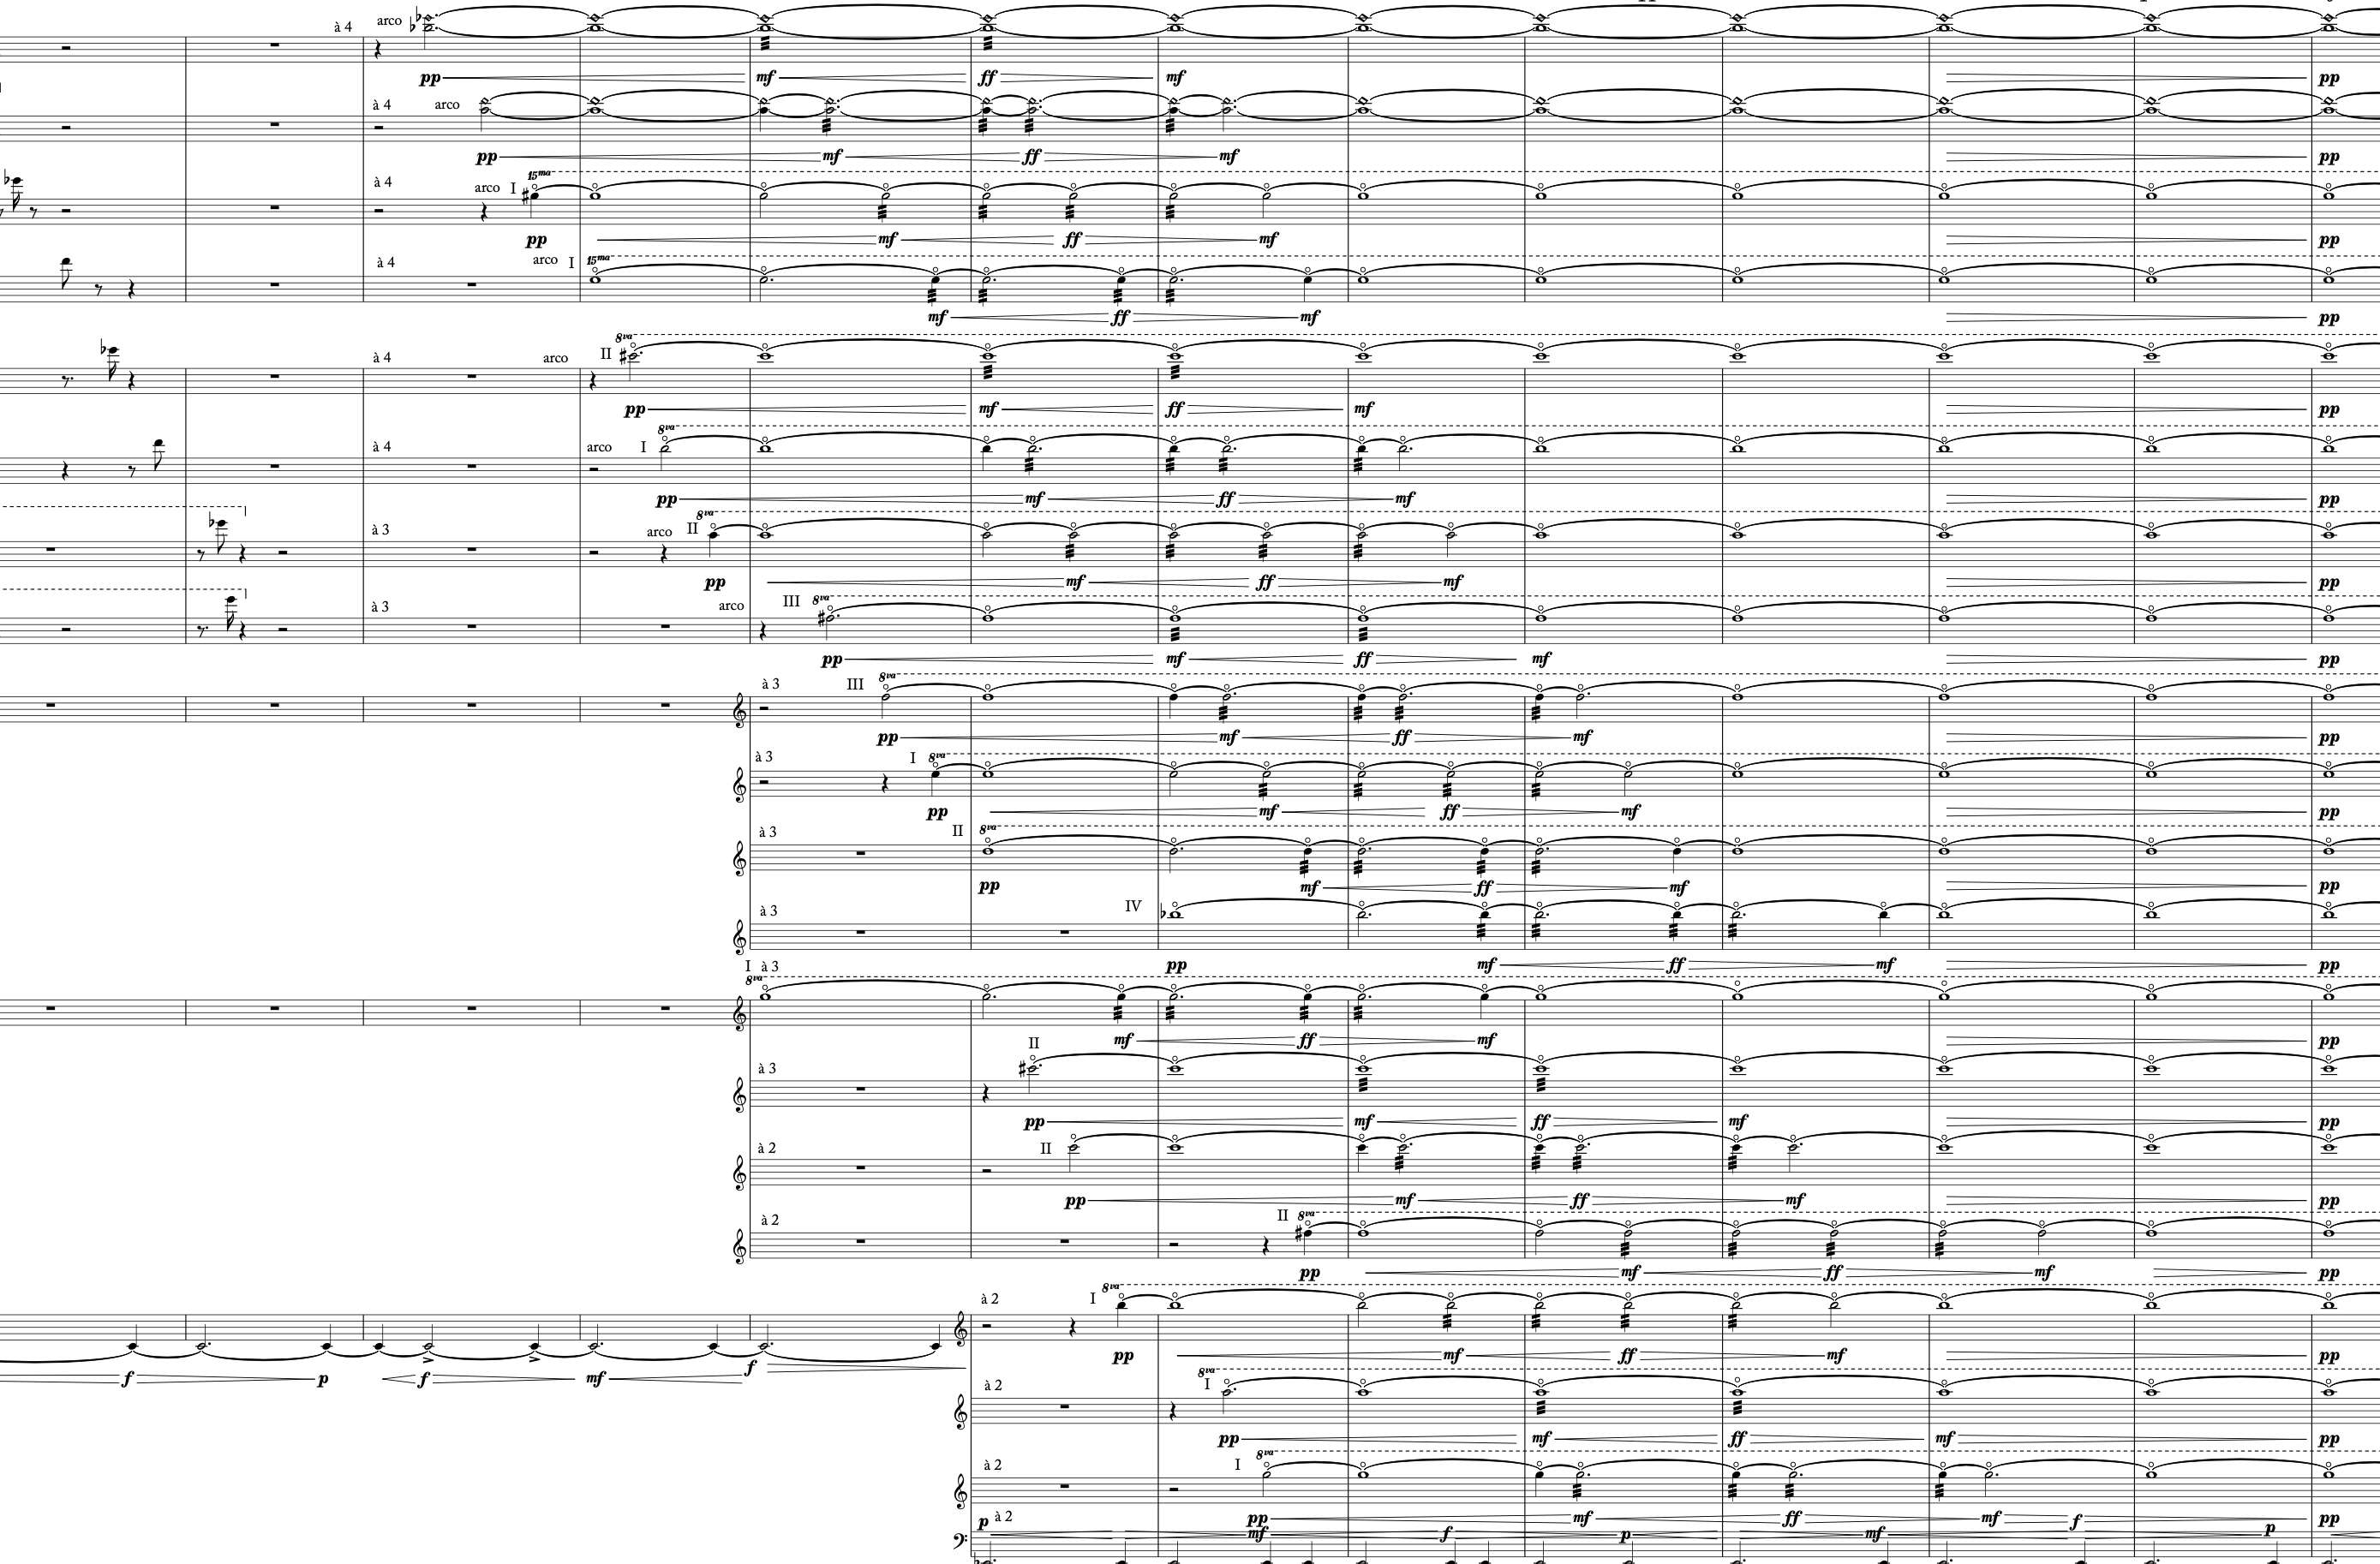 à 4 arco
pp mf ff mf pp
à 4 arco
pp mf ff mf pp
à 4 arco I 15ma
pp mf ff mf pp
à 4 arco I 15ma
mf ff mf pp
à 4 arco II 8va
pp mf ff mf pp
à 4 arco I 8va
pp mf ff mf pp
à 3 arco II 8va
pp mf ff mf pp
à 3 arco III 8va
pp mf ff mf pp
à 3 III 8va
pp mf ff mf pp
à 3 I 8va
pp mf ff mf pp
à 3 II 8va
pp mf ff mf pp
à 3 IV
pp mf ff mf pp
I à 3
8va
mf ff mf pp
à 3 II
pp mf ff mf pp
à 2 II
pp mf ff mf pp
à 2 II 8va
pp mf ff mf pp
à 2 I 8va
f p f mf f pp mf ff mf pp
à 2 I 8va
pp mf ff mf pp
à 2 I 8va
pp mf ff mf pp
p à 2 mf f p mf f p